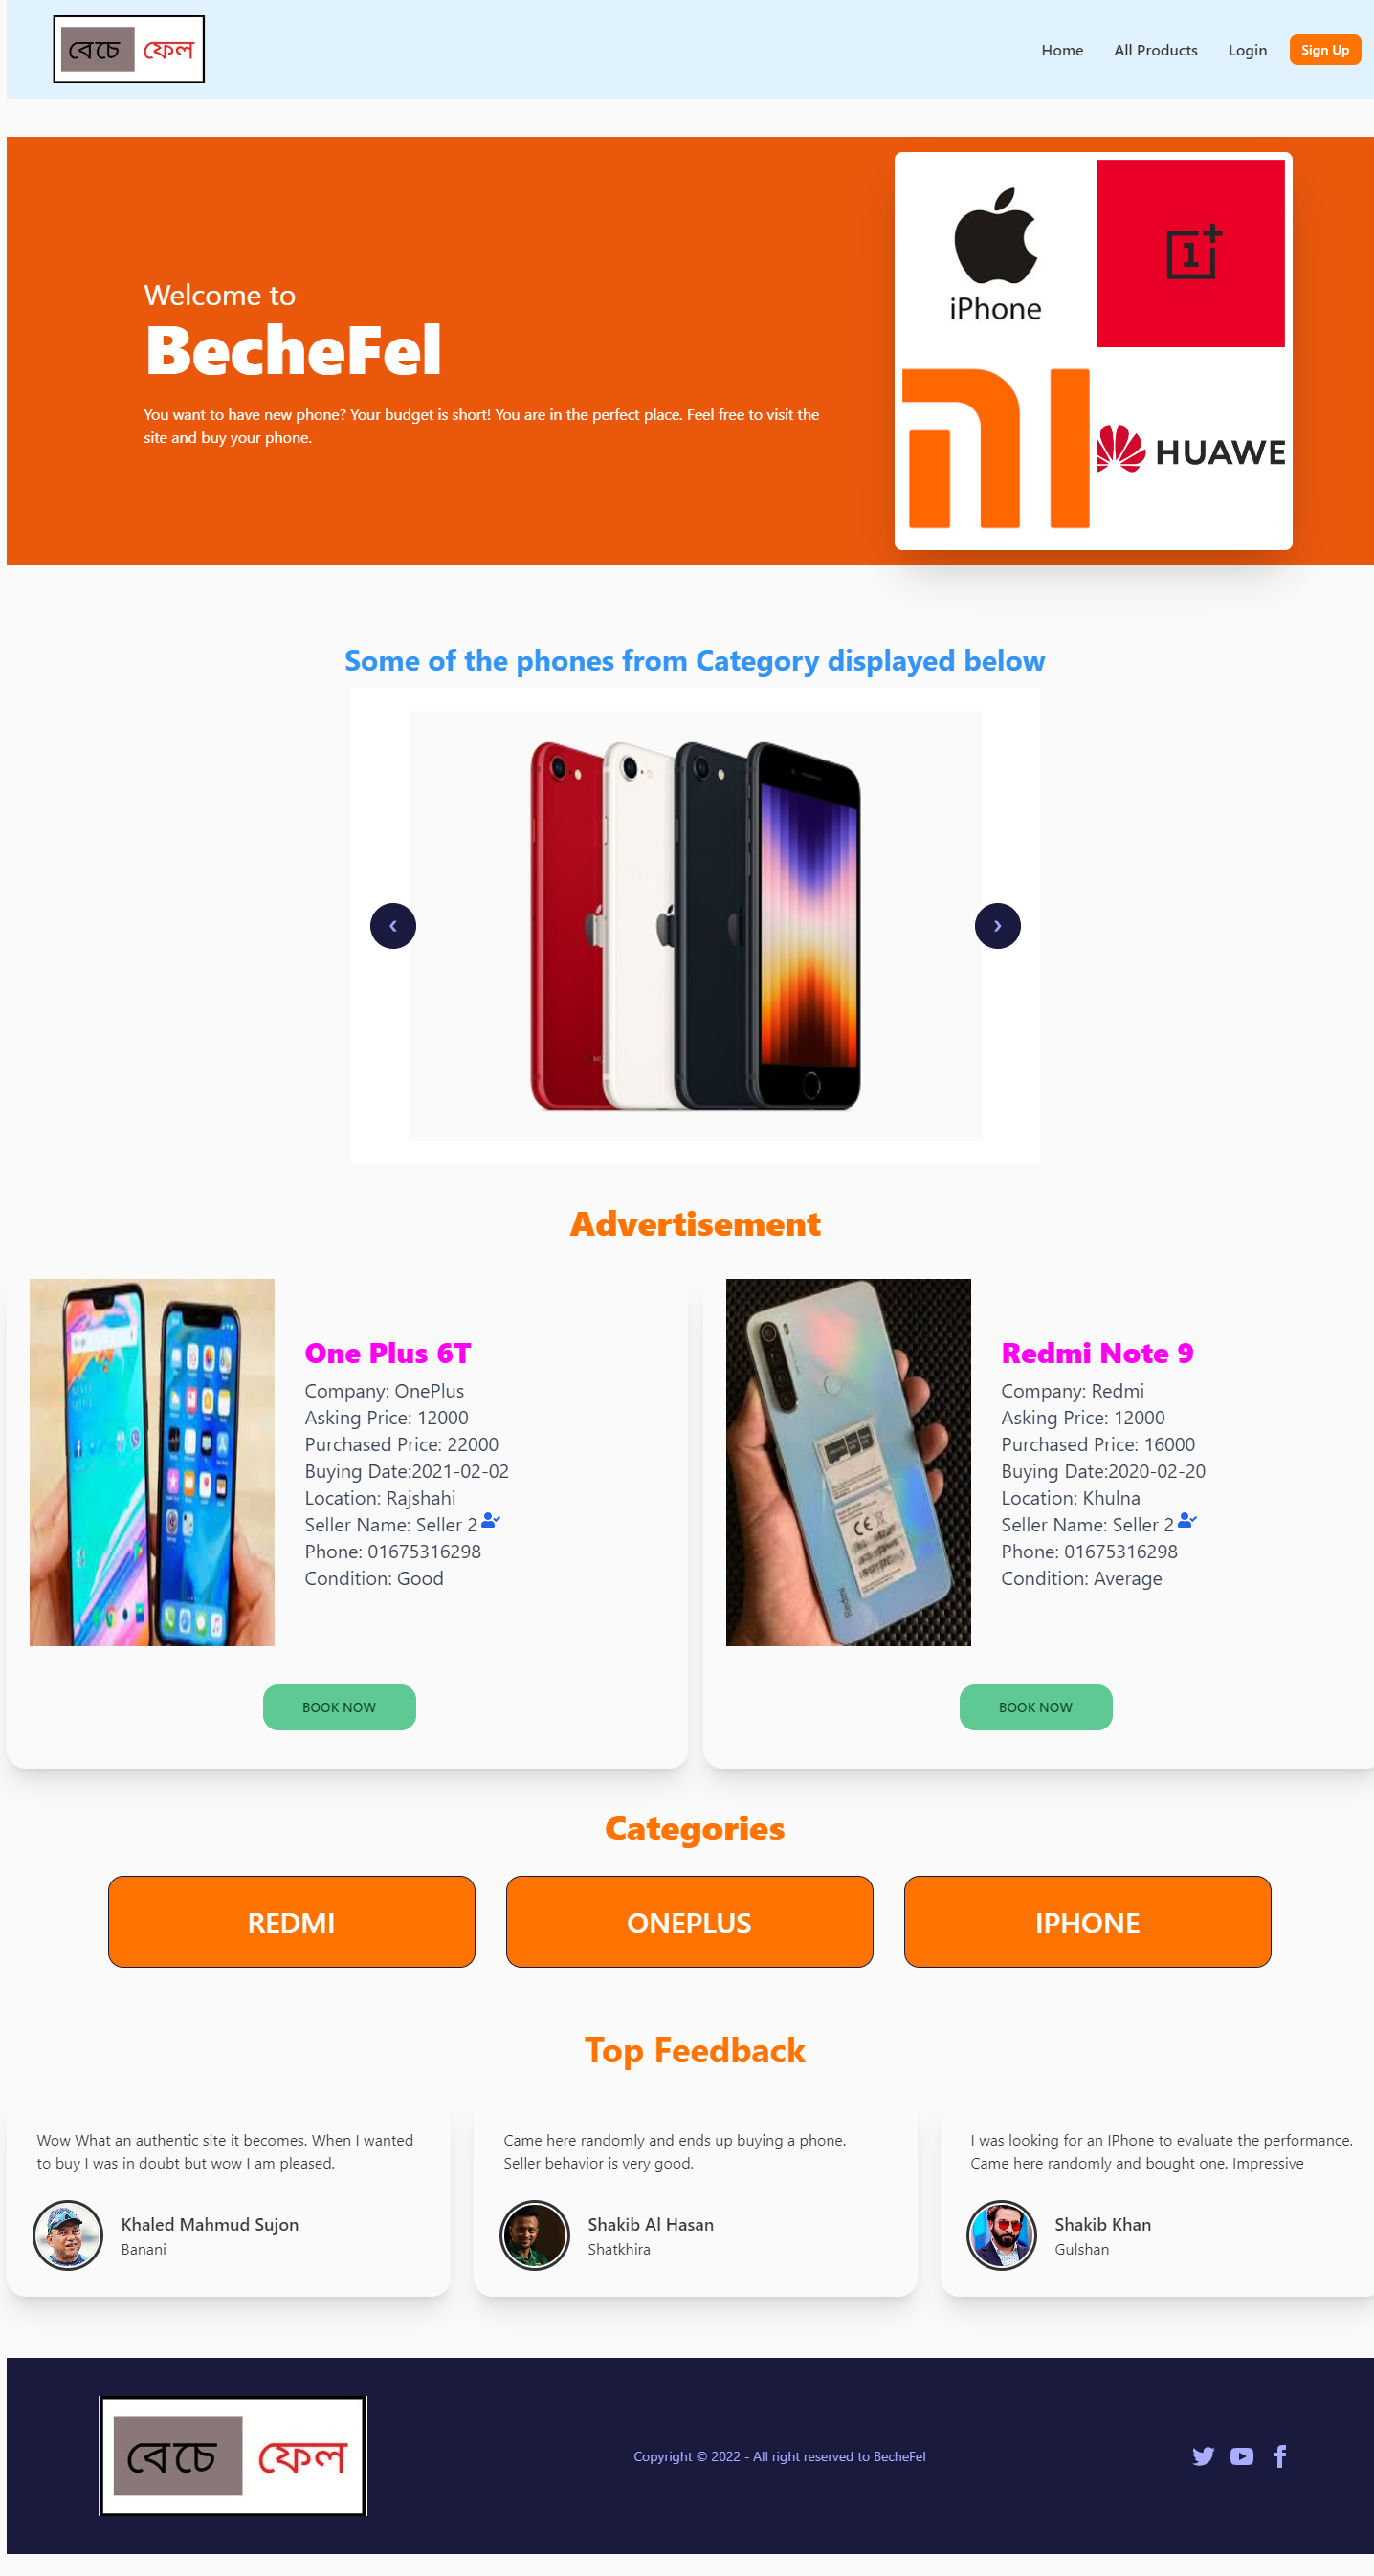 বেচে ফেল
Home All Products Login Sign Up
Welcome to
BecheFel
You want to have new phone? Your budget is short! You are in the perfect place. Feel free to visit the
site and buy your phone.
iPhone
HUAWE
Some of the phones from Category displayed below
Advertisement
One Plus 6T
Company: OnePlus
Asking Price: 12000
Purchased Price: 22000
Buying Date:2021-02-02
Location: Rajshahi
Seller Name: Seller 2
Phone: 01675316298
Condition: Good
BOOK NOW
Redmi Note 9
Company: Redmi
Asking Price: 12000
Purchased Price: 16000
Buying Date:2020-02-20
Location: Khulna
Seller Name: Seller 2
Phone: 01675316298
Condition: Average
BOOK NOW
Categories
REDMI
ONEPLUS
IPHONE
Top Feedback
Wow What an authentic site it becomes. When I wanted
to buy I was in doubt but wow I am pleased.
Khaled Mahmud Sujon
Banani
Came here randomly and ends up buying a phone.
Seller behavior is very good.
Shakib Al Hasan
Shatkhira
I was looking for an IPhone to evaluate the performance.
Came here randomly and bought one. Impressive
Shakib Khan
Gulshan
বেচে ফেল
Copyright © 2022 - All right reserved to BecheFel